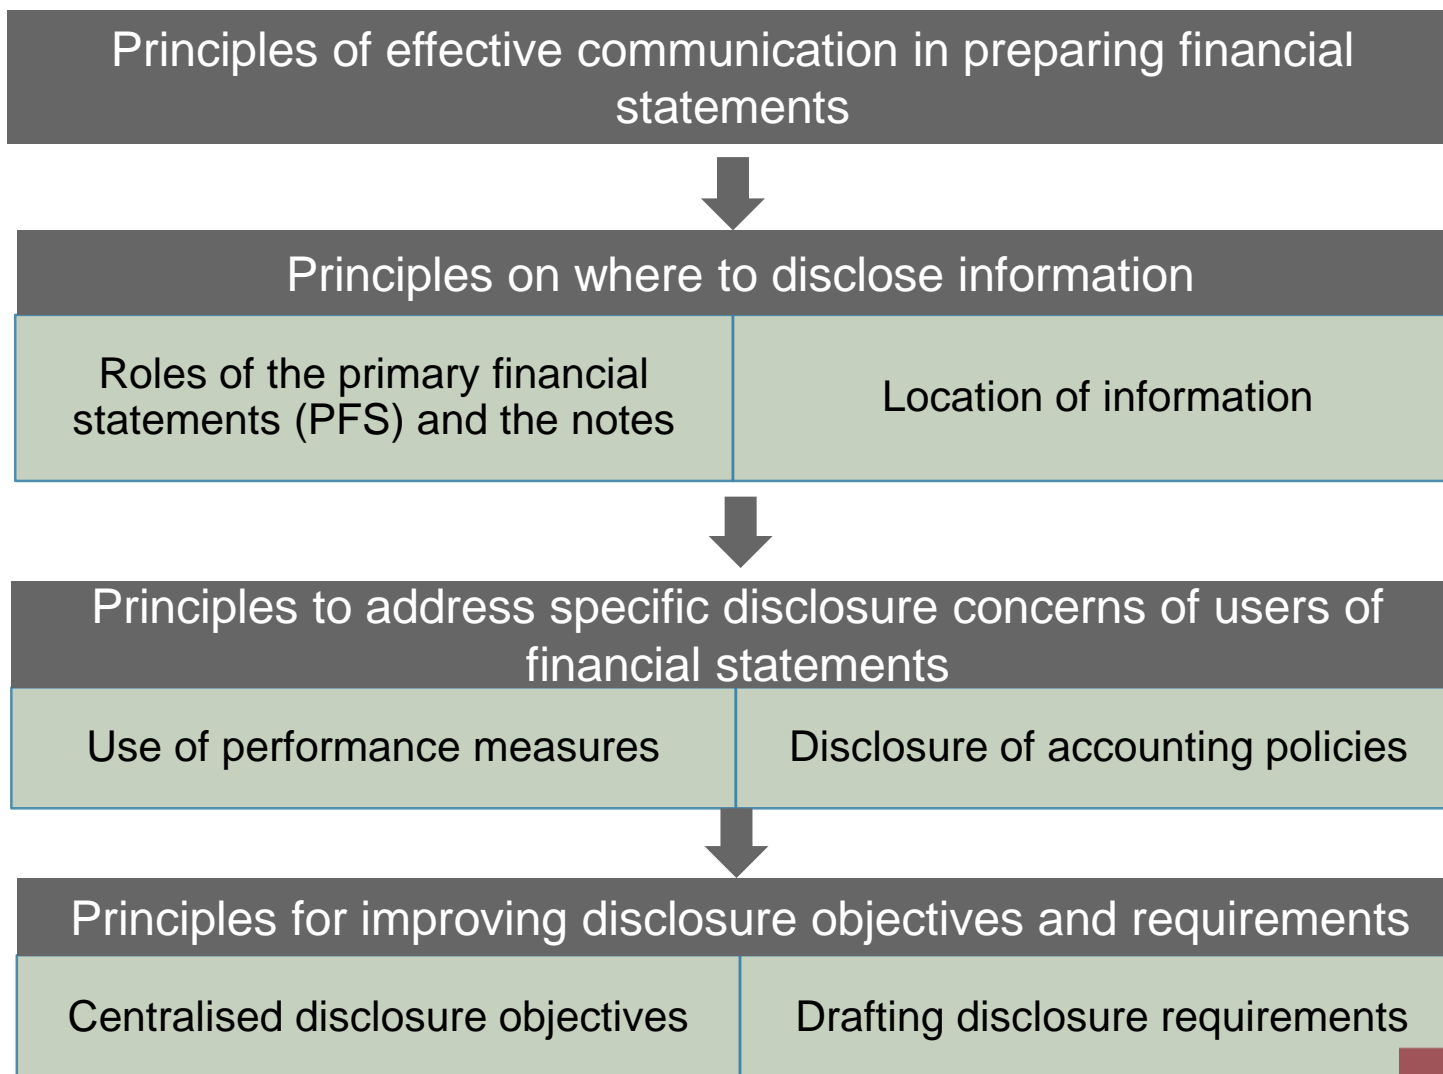 Principles of effective communication in preparing financial
statements
Principles on where to disclose information
Roles of the primary financial
statements (PFS) and the notes
Location of information
Principles to address specific disclosure concerns of users of
financial statements
Use of performance measures
Disclosure of accounting policies
Principles for improving disclosure objectives and requirements
Centralised disclosure objectives
Drafting disclosure requirements